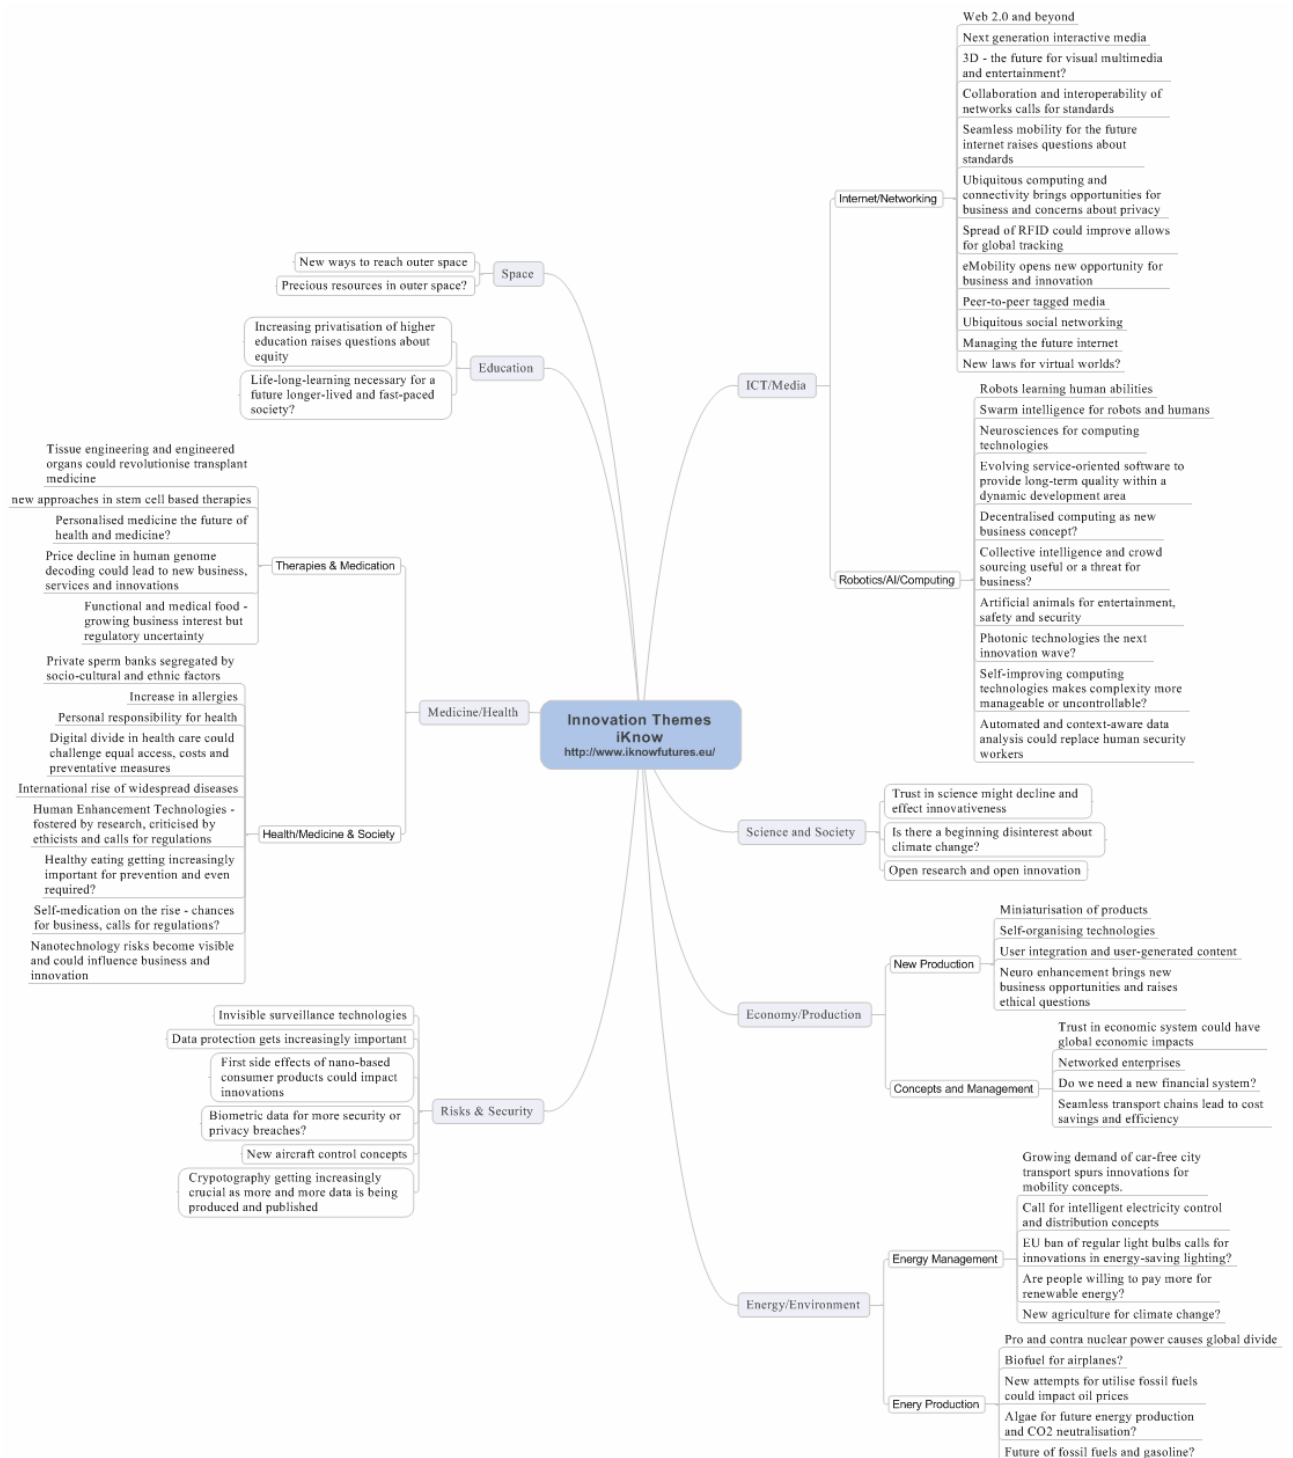 Innovation Themes
iKnow
http://www.iknowfutures.eu/
Space
New ways to reach outer space
Precious resources in outer space?
Education
Increasing privatisation of higher
education raises questions about
equity
Life-long-learning necessary for a
future longer-lived and fast-paced
society?
Medicine/Health
Therapies & Medication
Tissue engineering and engineered
organs could revolutionise transplant
medicine
new approaches in stem cell based therapies
Personalised medicine the future of
health and medicine?
Price decline in human genome
decoding could lead to new business,
services and innovations
Functional and medical food -
growing business interest but
regulatory uncertainty
Health/Medicine & Society
Private sperm banks segregated by
socio-cultural and ethnic factors
Increase in allergies
Personal responsibility for health
Digital divide in health care could
challenge equal access, costs and
preventative measures
International rise of widespread diseases
Human Enhancement Technologies -
fostered by research, criticised by
ethicists and calls for regulations
Healthy eating getting increasingly
important for prevention and even
required?
Self-medication on the rise - chances
for business, calls for regulations?
Nanotechnology risks become visible
and could influence business and
innovation
Risks & Security
Invisible surveillance technologies
Data protection gets increasingly important
First side effects of nano-based
consumer products could impact
innovations
Biometric data for more security or
privacy breaches?
New aircraft control concepts
Crypotography getting increasingly
crucial as more and more data is being
produced and published
ICT/Media
Internet/Networking
Web 2.0 and beyond
Next generation interactive media
3D - the future for visual multimedia
and entertainment?
Collaboration and interoperability of
networks calls for standards
Seamless mobility for the future
internet raises questions about
standards
Ubiquitous computing and
connectivity brings opportunities for
business and concerns about privacy
Spread of RFID could improve allows
for global tracking
eMobility opens new opportunity for
business and innovation
Peer-to-peer tagged media
Ubiquitous social networking
Managing the future internet
New laws for virtual worlds?
Robotics/AI/Computing
Robots learning human abilities
Swarm intelligence for robots and humans
Neurosciences for computing
technologies
Evolving service-oriented software to
provide long-term quality within a
dynamic development area
Decentralised computing as new
business concept?
Collective intelligence and crowd
sourcing useful or a threat for
business?
Artificial animals for entertainment,
safety and security
Photonic technologies the next
innovation wave?
Self-improving computing
technologies makes complexity more
manageable or uncontrollable?
Automated and context-aware data
analysis could replace human security
workers
Science and Society
Trust in science might decline and
effect innovativeness
Is there a beginning disinterest about
climate change?
Open research and open innovation
Economy/Production
New Production
Miniaturisation of products
Self-organising technologies
User integration and user-generated content
Neuro enhancement brings new
business opportunities and raises
ethical questions
Concepts and Management
Trust in economic system could have
global economic impacts
Networked enterprises
Do we need a new financial system?
Seamless transport chains lead to cost
savings and efficiency
Energy/Environment
Energy Management
Growing demand of car-free city
transport spurs innovations for
mobility concepts.
Call for intelligent electricity control
and distribution concepts
EU ban of regular light bulbs calls for
innovations in energy-saving lighting?
Are people willing to pay more for
renewable energy?
New agriculture for climate change?
Enery Production
Pro and contra nuclear power causes global divide
Biofuel for airplanes?
New attempts for utilise fossil fuels
could impact oil prices
Algae for future energy production
and CO2 neutralisation?
Future of fossil fuels and gasoline?